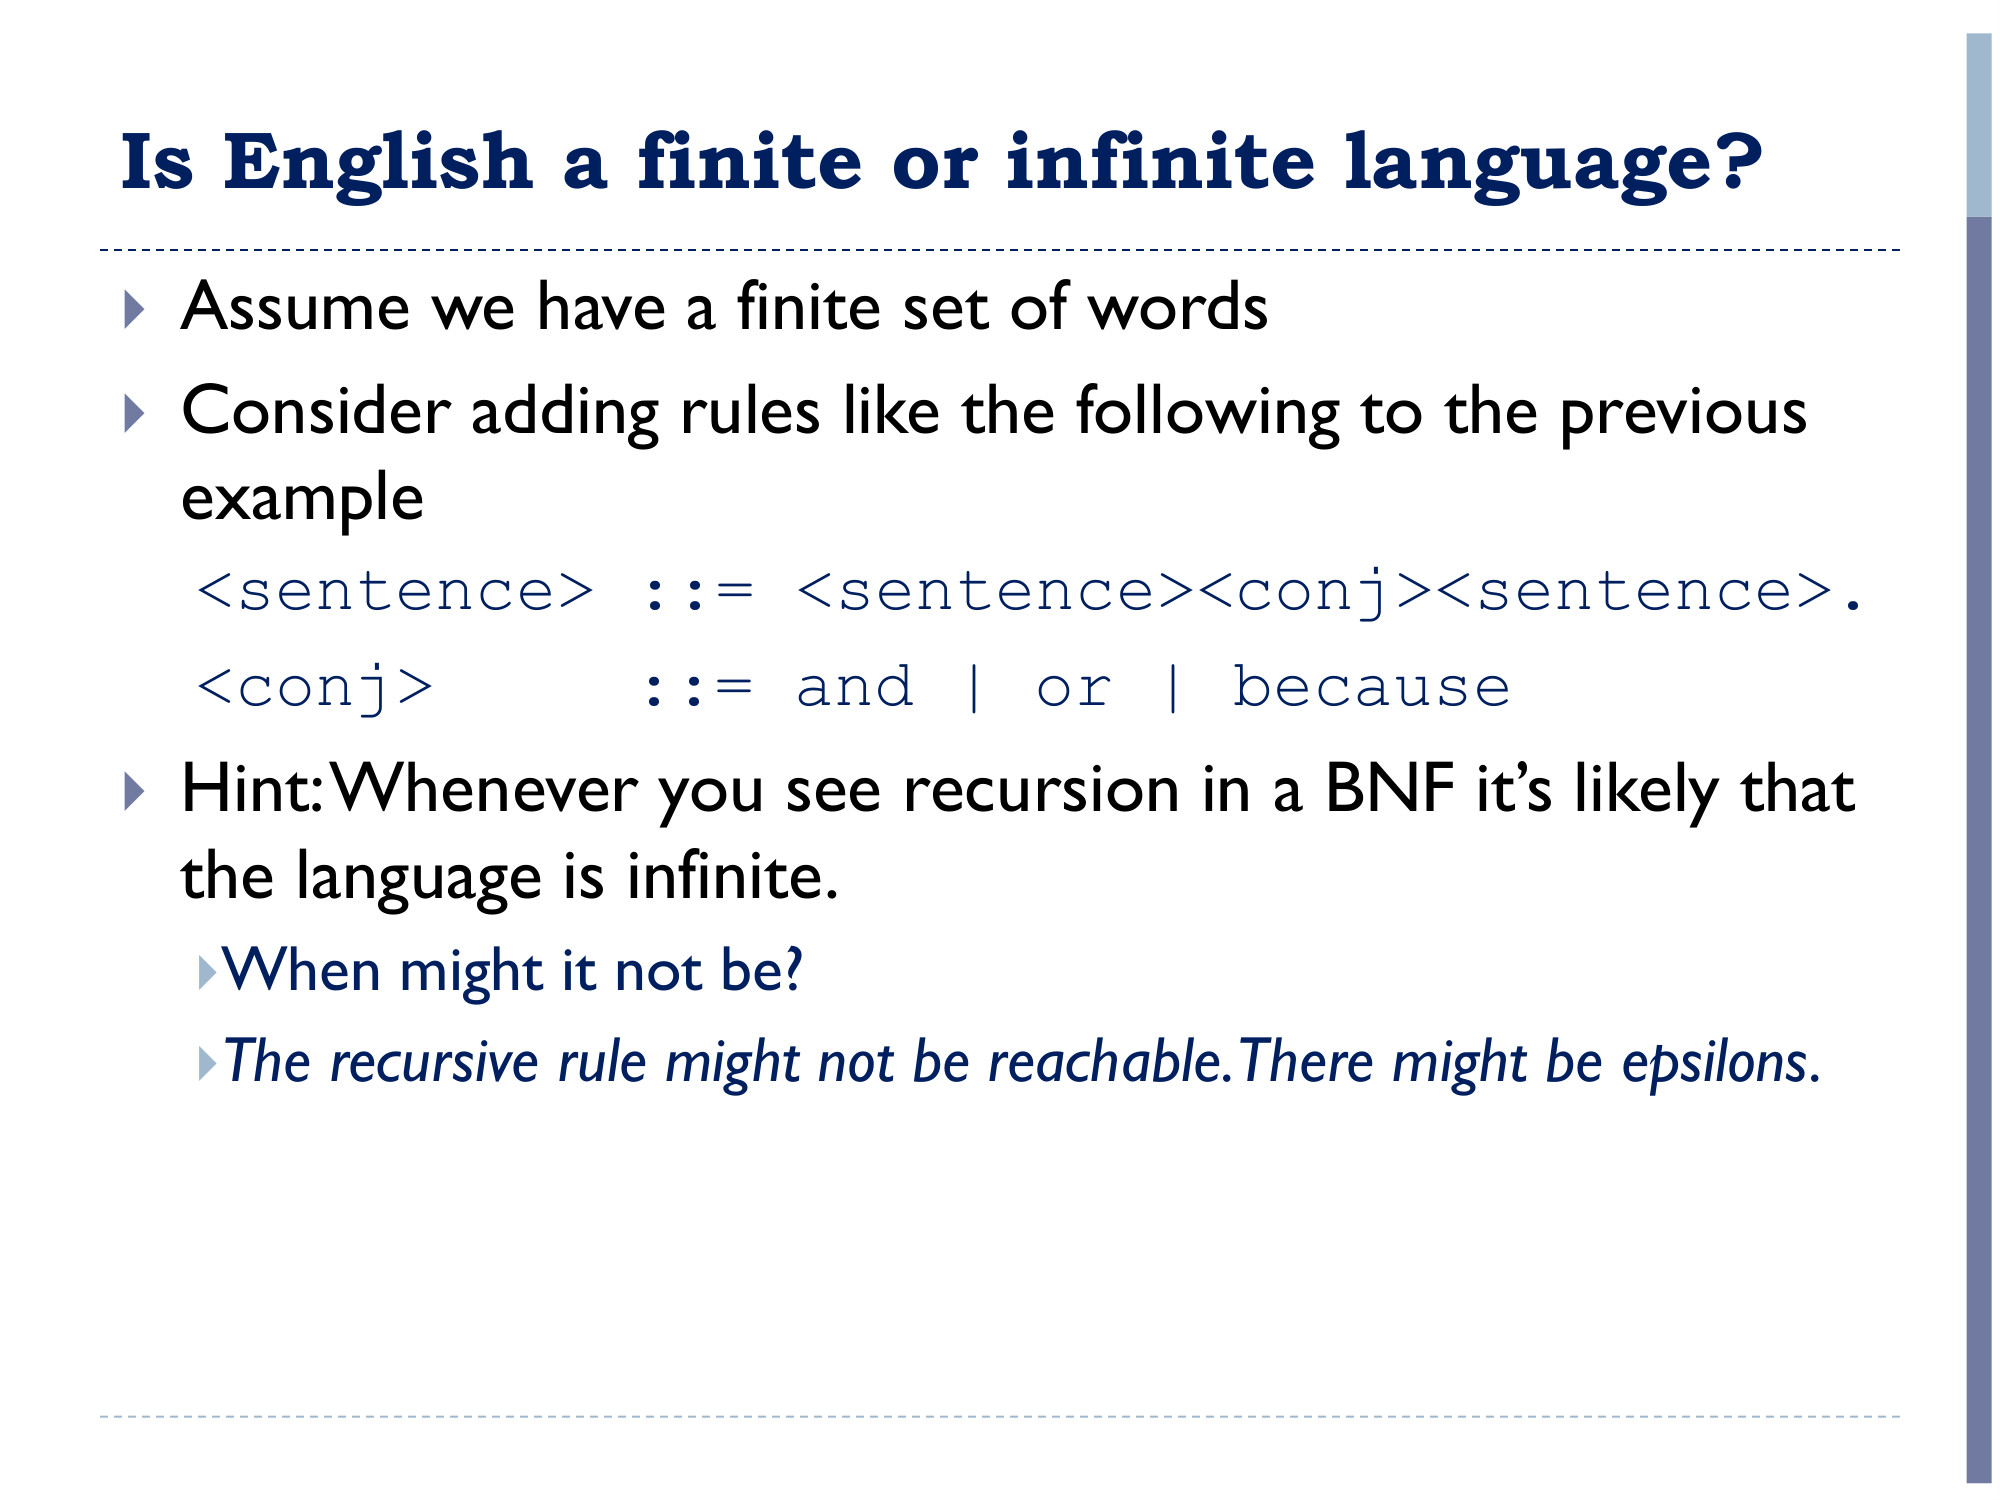 Is English a finite or infinite language?
Assume we have a finite set of words
Consider adding rules like the following to the previous
example
<sentence> ::= <sentence><conj><sentence>.
<conj> ::= and | or | because
Hint: Whenever you see recursion in a BNF it’s likely that
the language is infinite.
When might it not be?
The recursive rule might not be reachable. There might be epsilons.